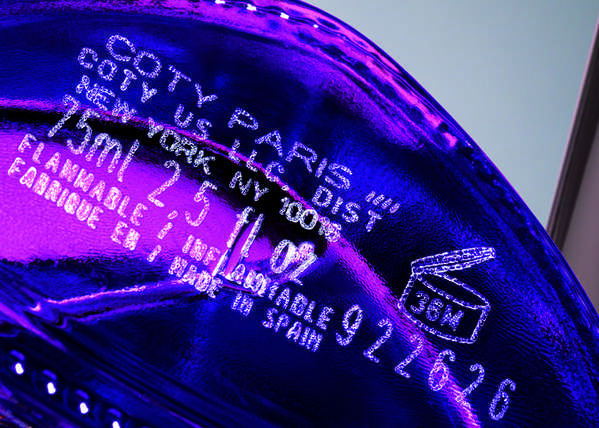 COTY PARIS """
COTY US LLC. DIST
NEW YORK NY 10016
75ml 2,5 fl oz
FLAMMABLE / INFLAMMABLE
FABRIQUE EN / MADE IN SPAIN
36M
922626